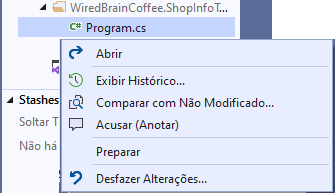 WiredBrainCoffee.ShopInfoT...
C# Program.cs
Abrir
Exibir Histórico...
Comparar com Não Modificado...
Acusar (Anotar)
Preparar
Desfazer Alterações...
Stashes
Soltar T
Não há